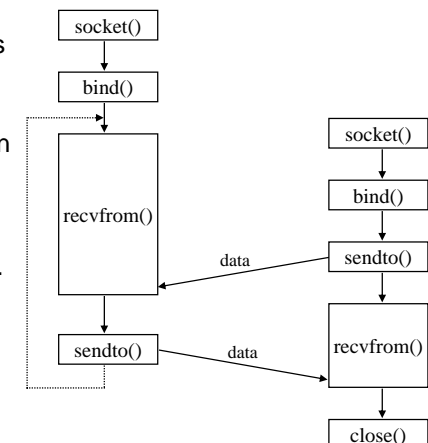 socket()
bind()
recvfrom()
sendto()
socket()
bind()
sendto()
recvfrom()
close()
data
data